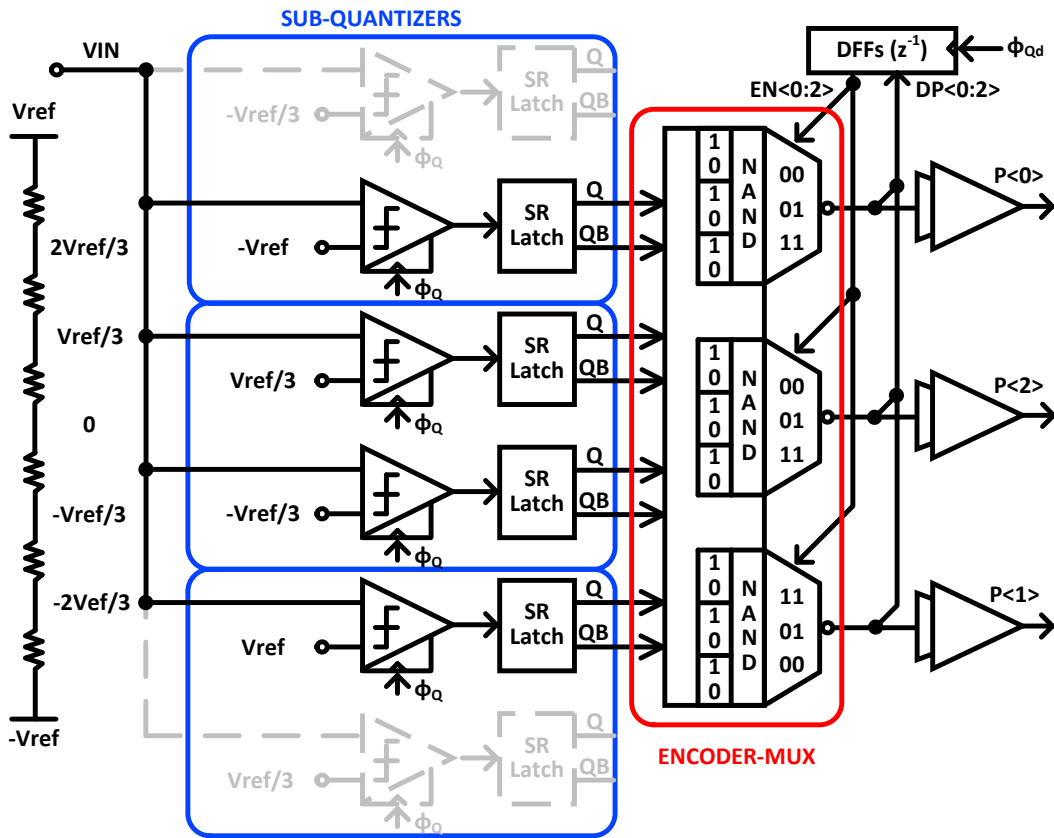 SUB-QUANTIZERS
VIN
DFFs (z⁻¹)
ϕQd
EN<0:2>
DP<0:2>
Vref
2Vref/3
Vref/3
0
-Vref/3
-2Vef/3
-Vref
-Vref/3
ϕQ
SR
Latch
Q
QB
-Vref
ϕQ
SR
Latch
Q
QB
Vref/3
ϕQ
SR
Latch
Q
QB
-Vref/3
ϕQ
SR
Latch
Q
QB
Vref
ϕQ
SR
Latch
Q
QB
Vref/3
ϕQ
SR
Latch
Q
QB
1
0
1
0
1
0
NAND
00
01
11
P<0>
1
0
1
0
1
0
NAND
00
01
11
P<2>
1
0
1
0
1
0
NAND
11
01
00
P<1>
ENCODER-MUX